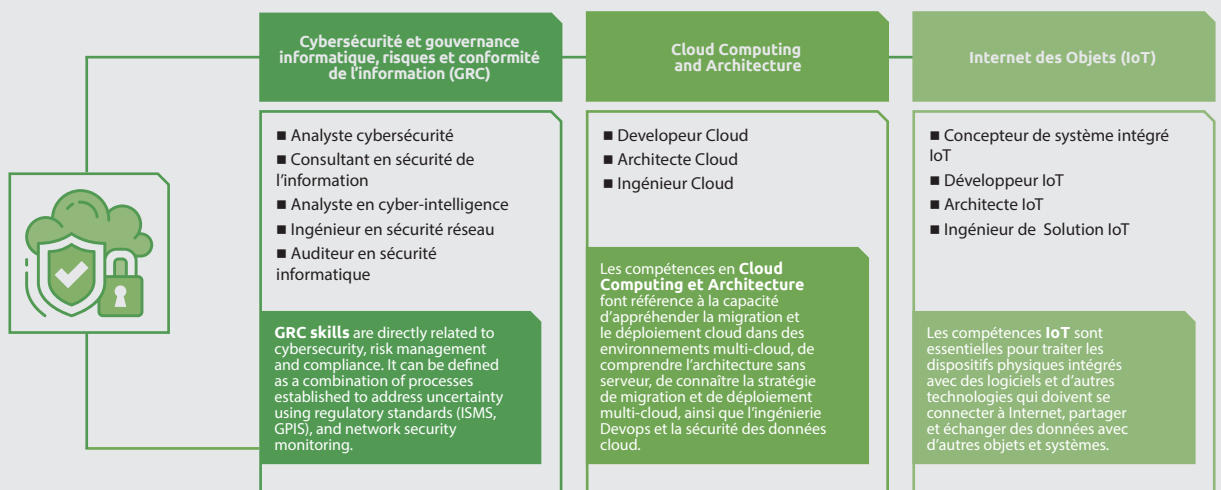 Cybersécurité et gouvernance
informatique, risques et conformité
de l'information (GRC)
■ Analyste cybersécurité
■ Consultant en sécurité de
l'information
■ Analyste en cyber-intelligence
■ Ingénieur en sécurité réseau
■ Auditeur en sécurité
informatique
GRC skills are directly related to
cybersecurity, risk management
and compliance. It can be defined
as a combination of processes
established to address uncertainty
using regulatory standards (ISMS,
GPIS), and network security
monitoring.
Cloud Computing
and Architecture
■ Developeur Cloud
■ Architecte Cloud
■ Ingénieur Cloud
Les compétences en Cloud
Computing et Architecture
font référence à la capacité
d'appréhender la migration et
le déploiement cloud dans des
environnements multi-cloud, de
comprendre l'architecture sans
serveur, de connaître la stratégie
de migration et de déploiement
multi-cloud, ainsi que l'ingénierie
Devops et la sécurité des données
cloud.
Internet des Objets (IoT)
■ Concepteur de système intégré
IoT
■ Développeur IoT
■ Architecte IoT
■ Ingénieur de Solution IoT
Les compétences IoT sont
essentielles pour traiter les
dispositifs physiques intégrés
avec des logiciels et d'autres
technologies qui doivent se
connecter à Internet, partager
et échanger des données avec
d'autres objets et systèmes.